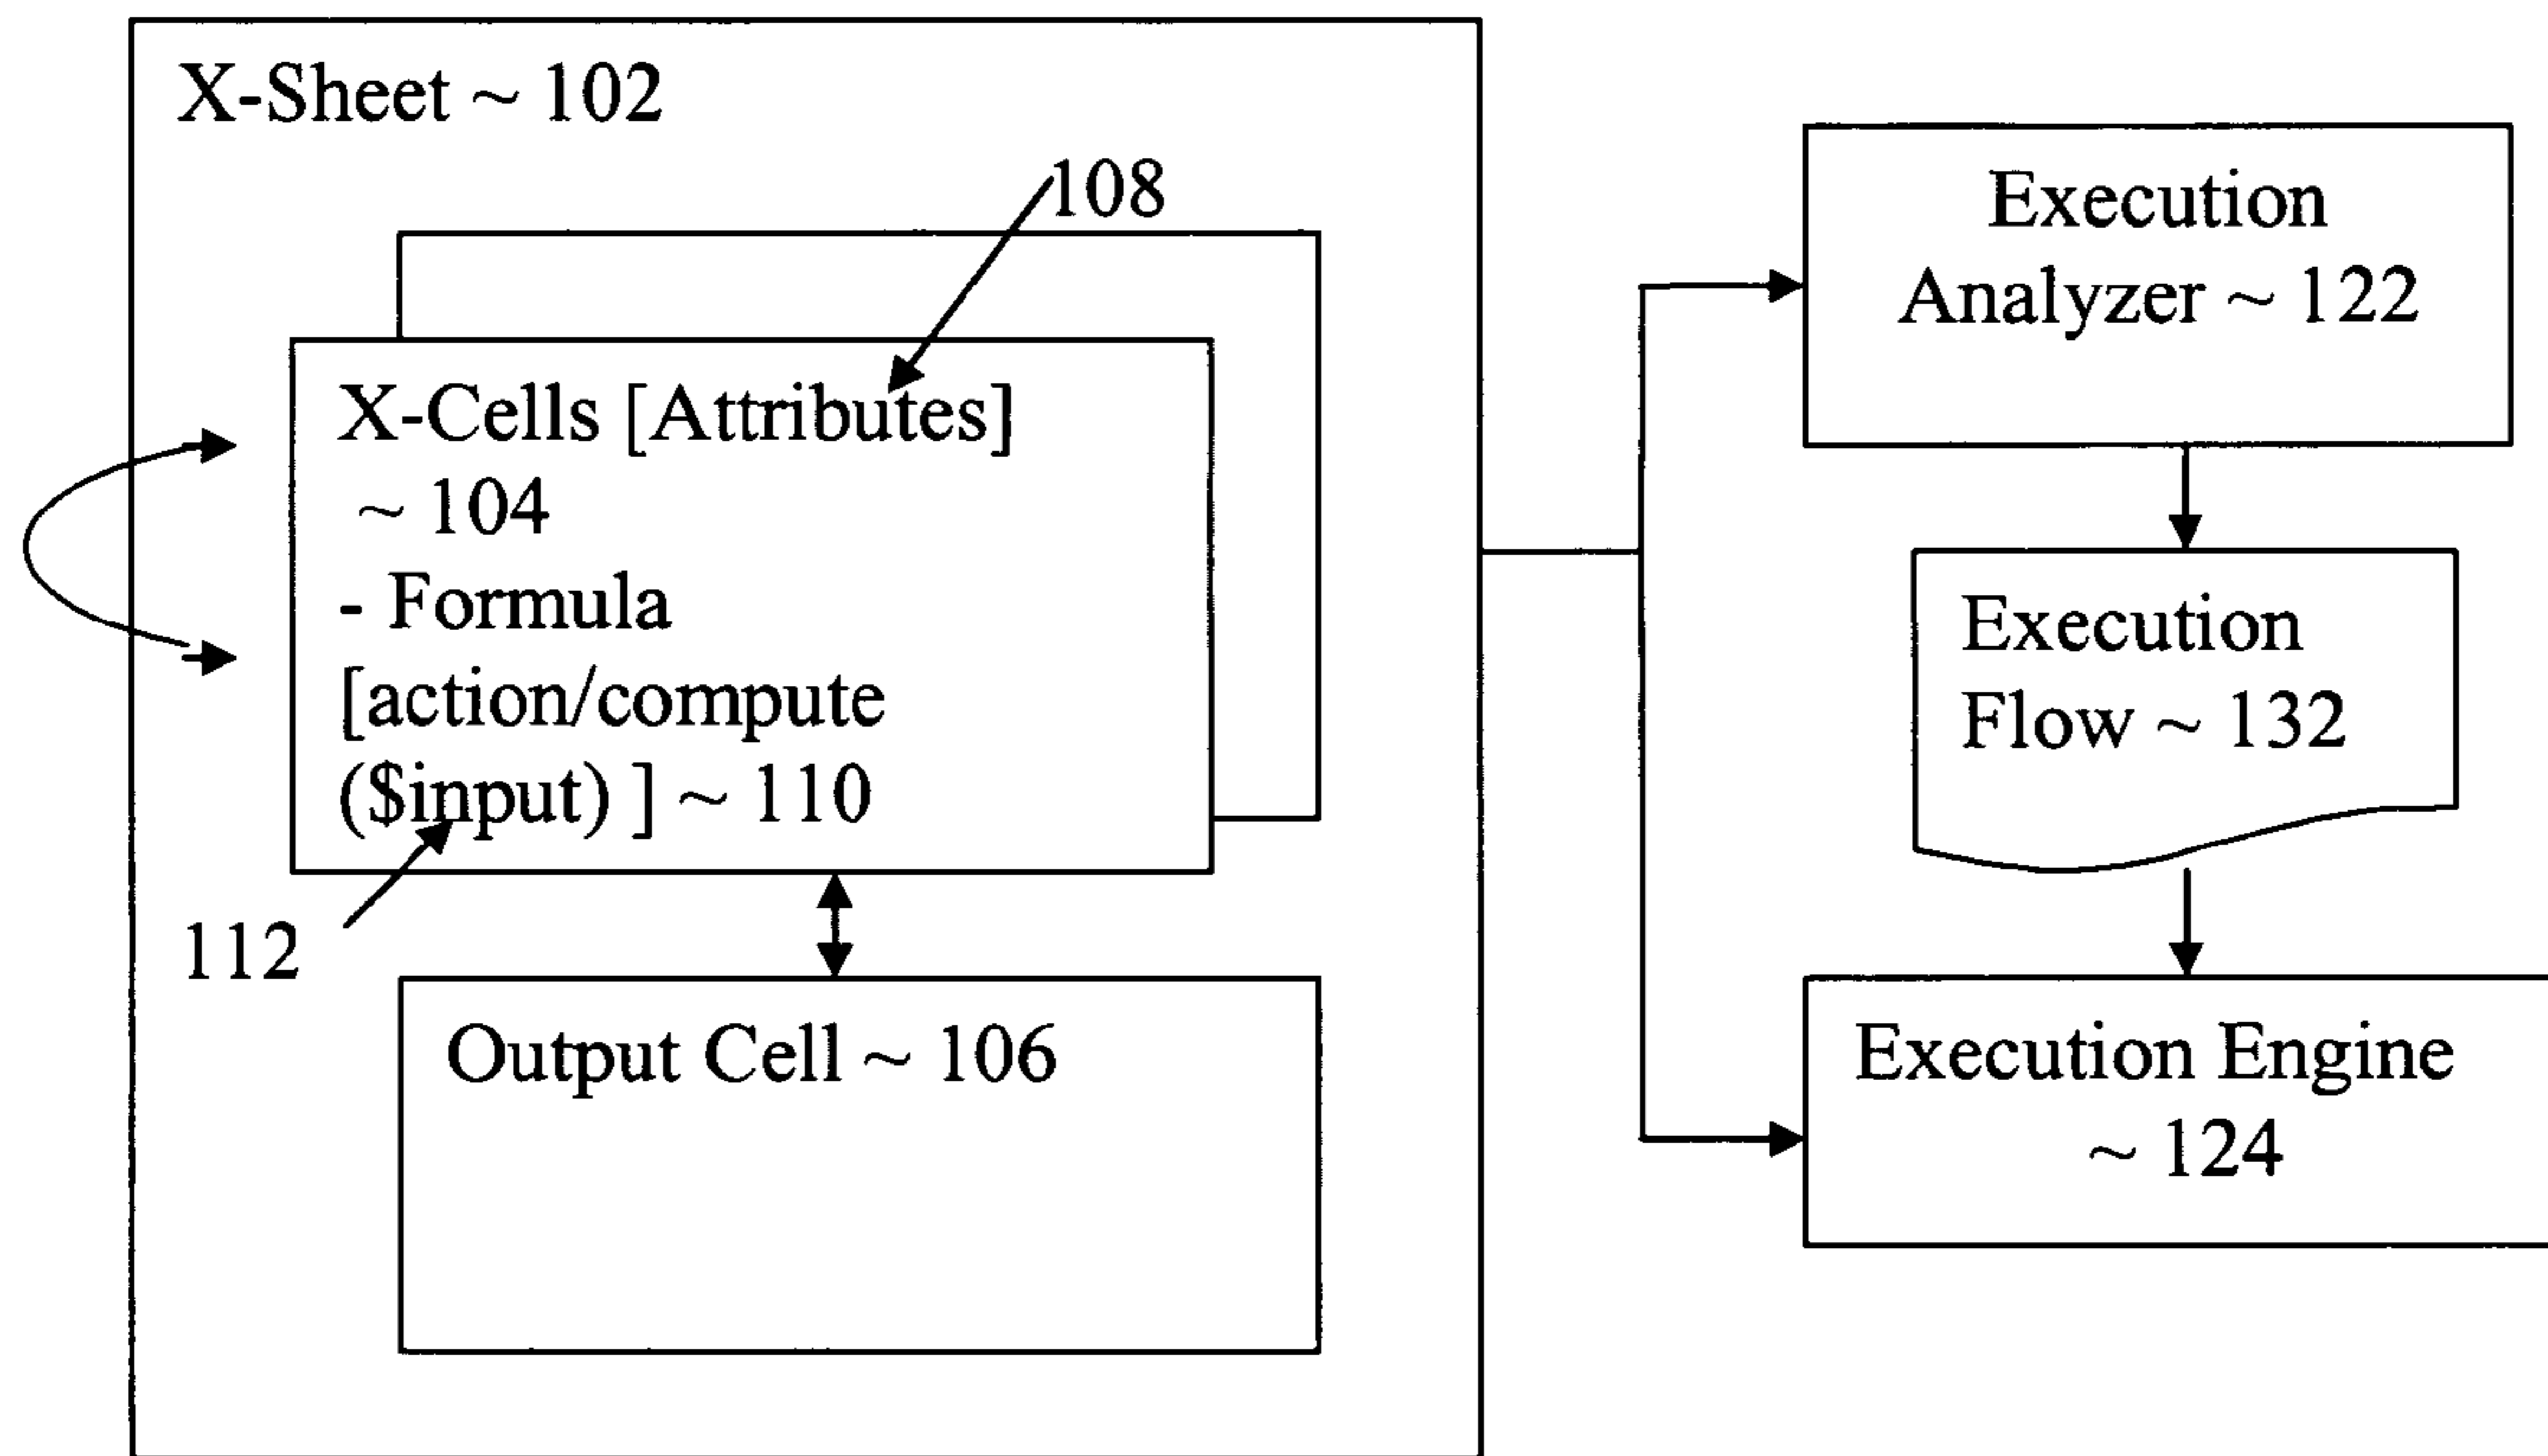 X-Sheet ~ 102
108
X-Cells [Attributes]
~ 104
- Formula
[action/compute
($input) ] ~ 110
112
Output Cell ~ 106
Execution
Analyzer ~ 122
Execution
Flow ~ 132
Execution Engine
~ 124